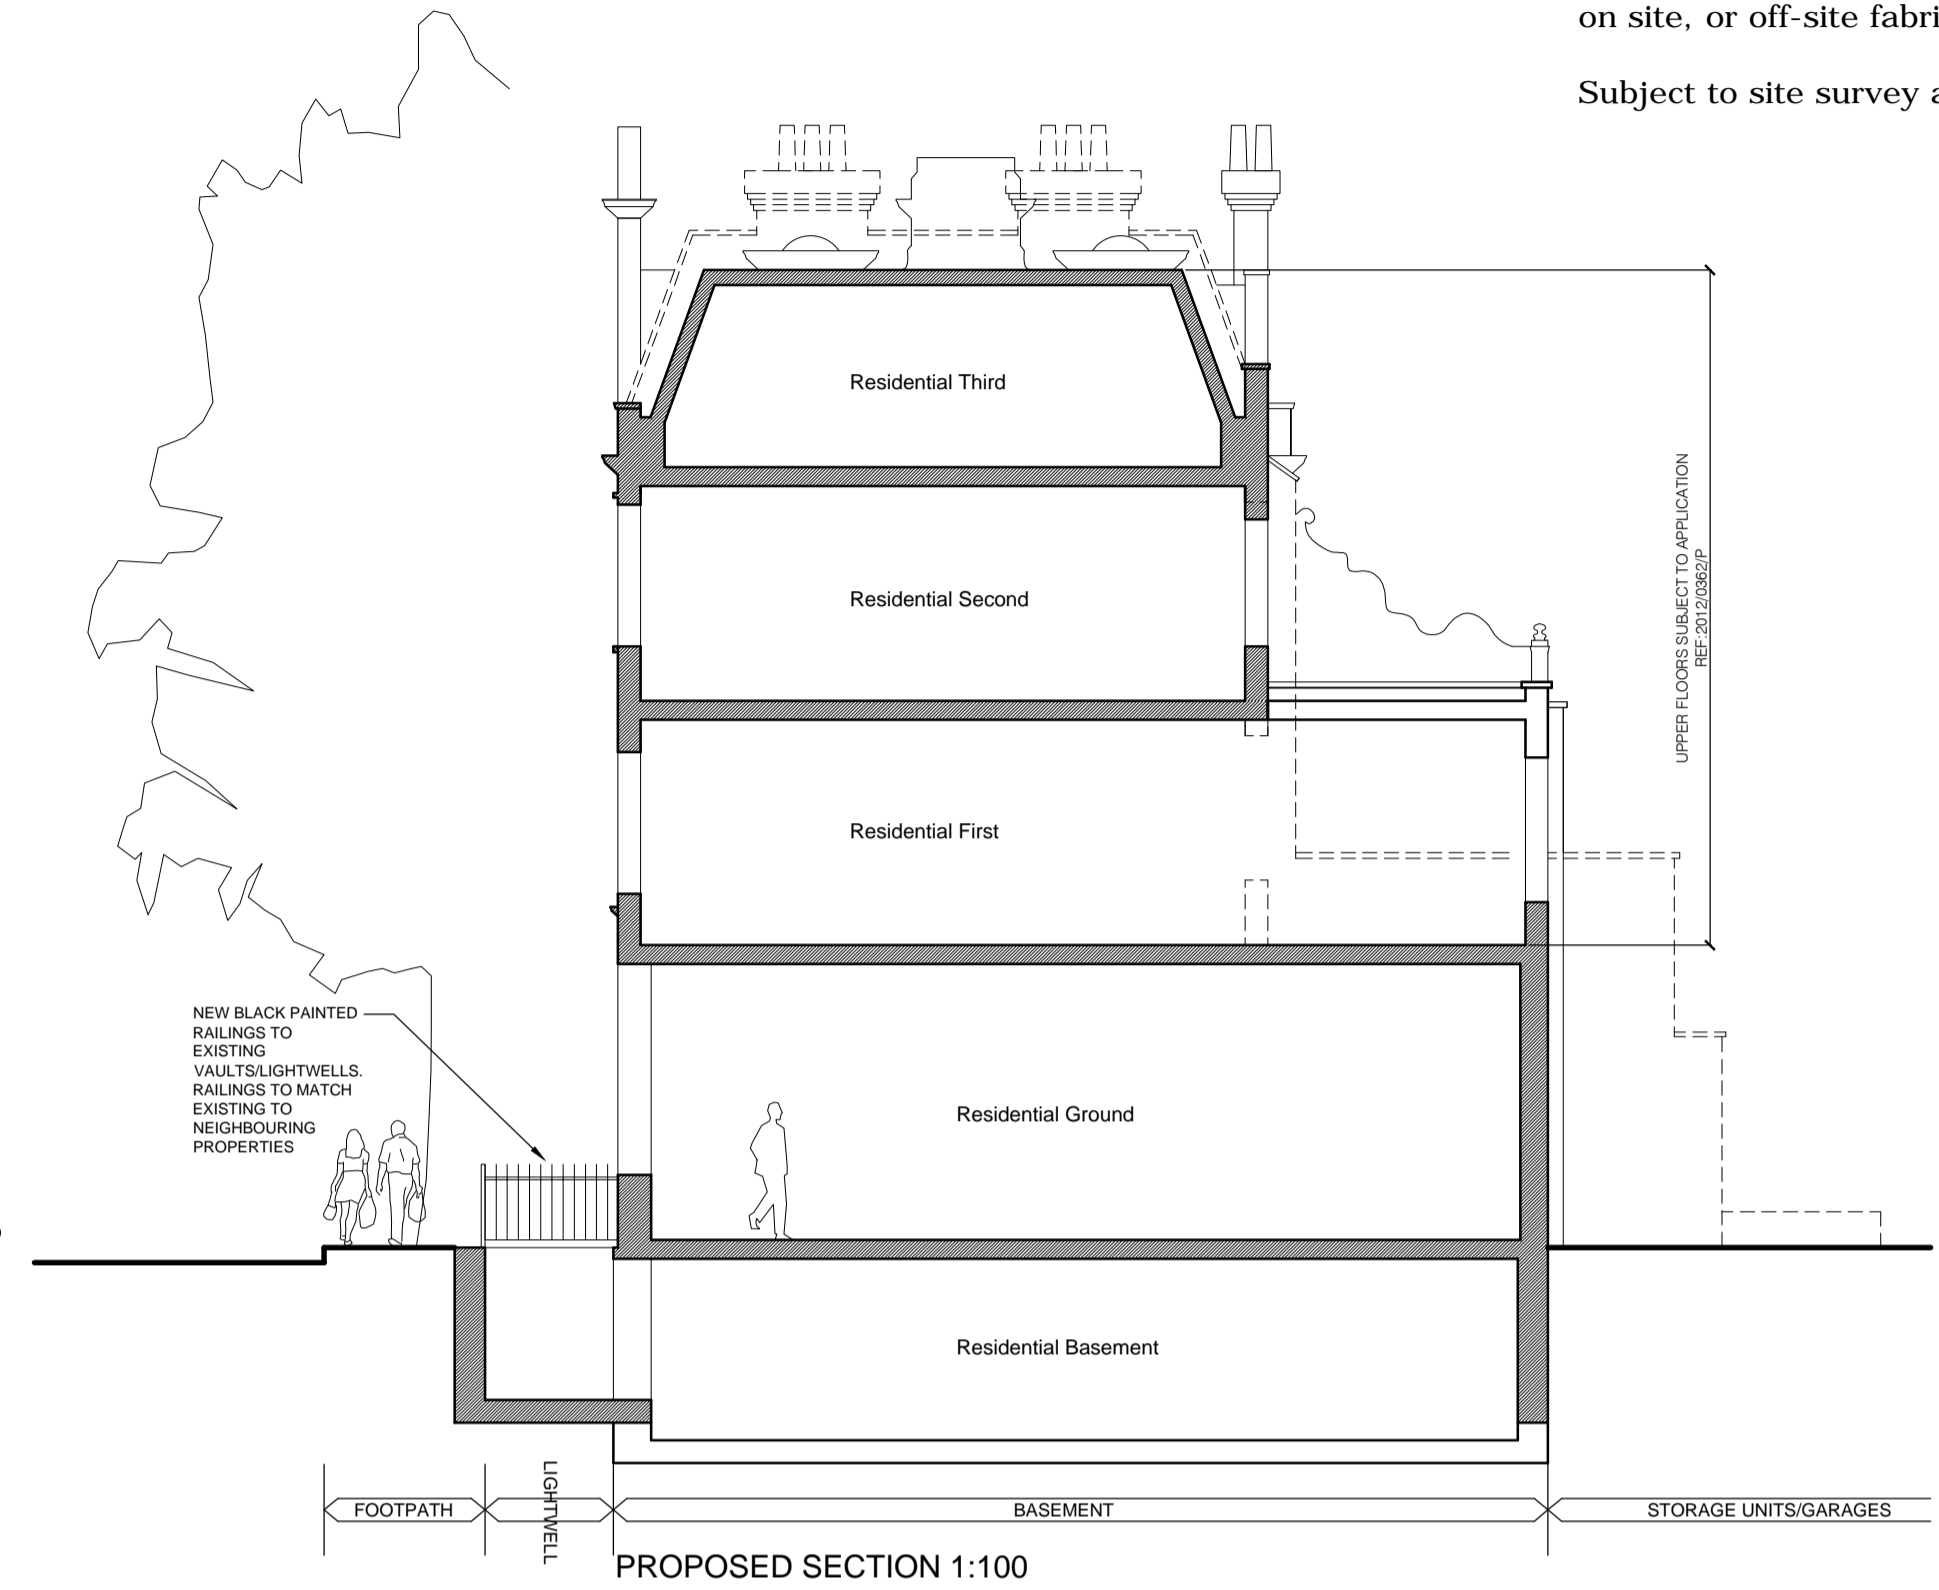 on site, or off-site fabri
Subject to site survey a
Residential Third
Residential Second
UPPER FLOORS SUBJECT TO APPLICATION
REF:2012/0362/P
Residential First
NEW BLACK PAINTED
RAILINGS TO
EXISTING
VAULTS/LIGHTWELLS.
RAILINGS TO MATCH
EXISTING TO
NEIGHBOURING
PROPERTIES
Residential Ground
Residential Basement
FOOTPATH
LIGHTWELL
BASEMENT
STORAGE UNITS/GARAGES
PROPOSED SECTION 1:100